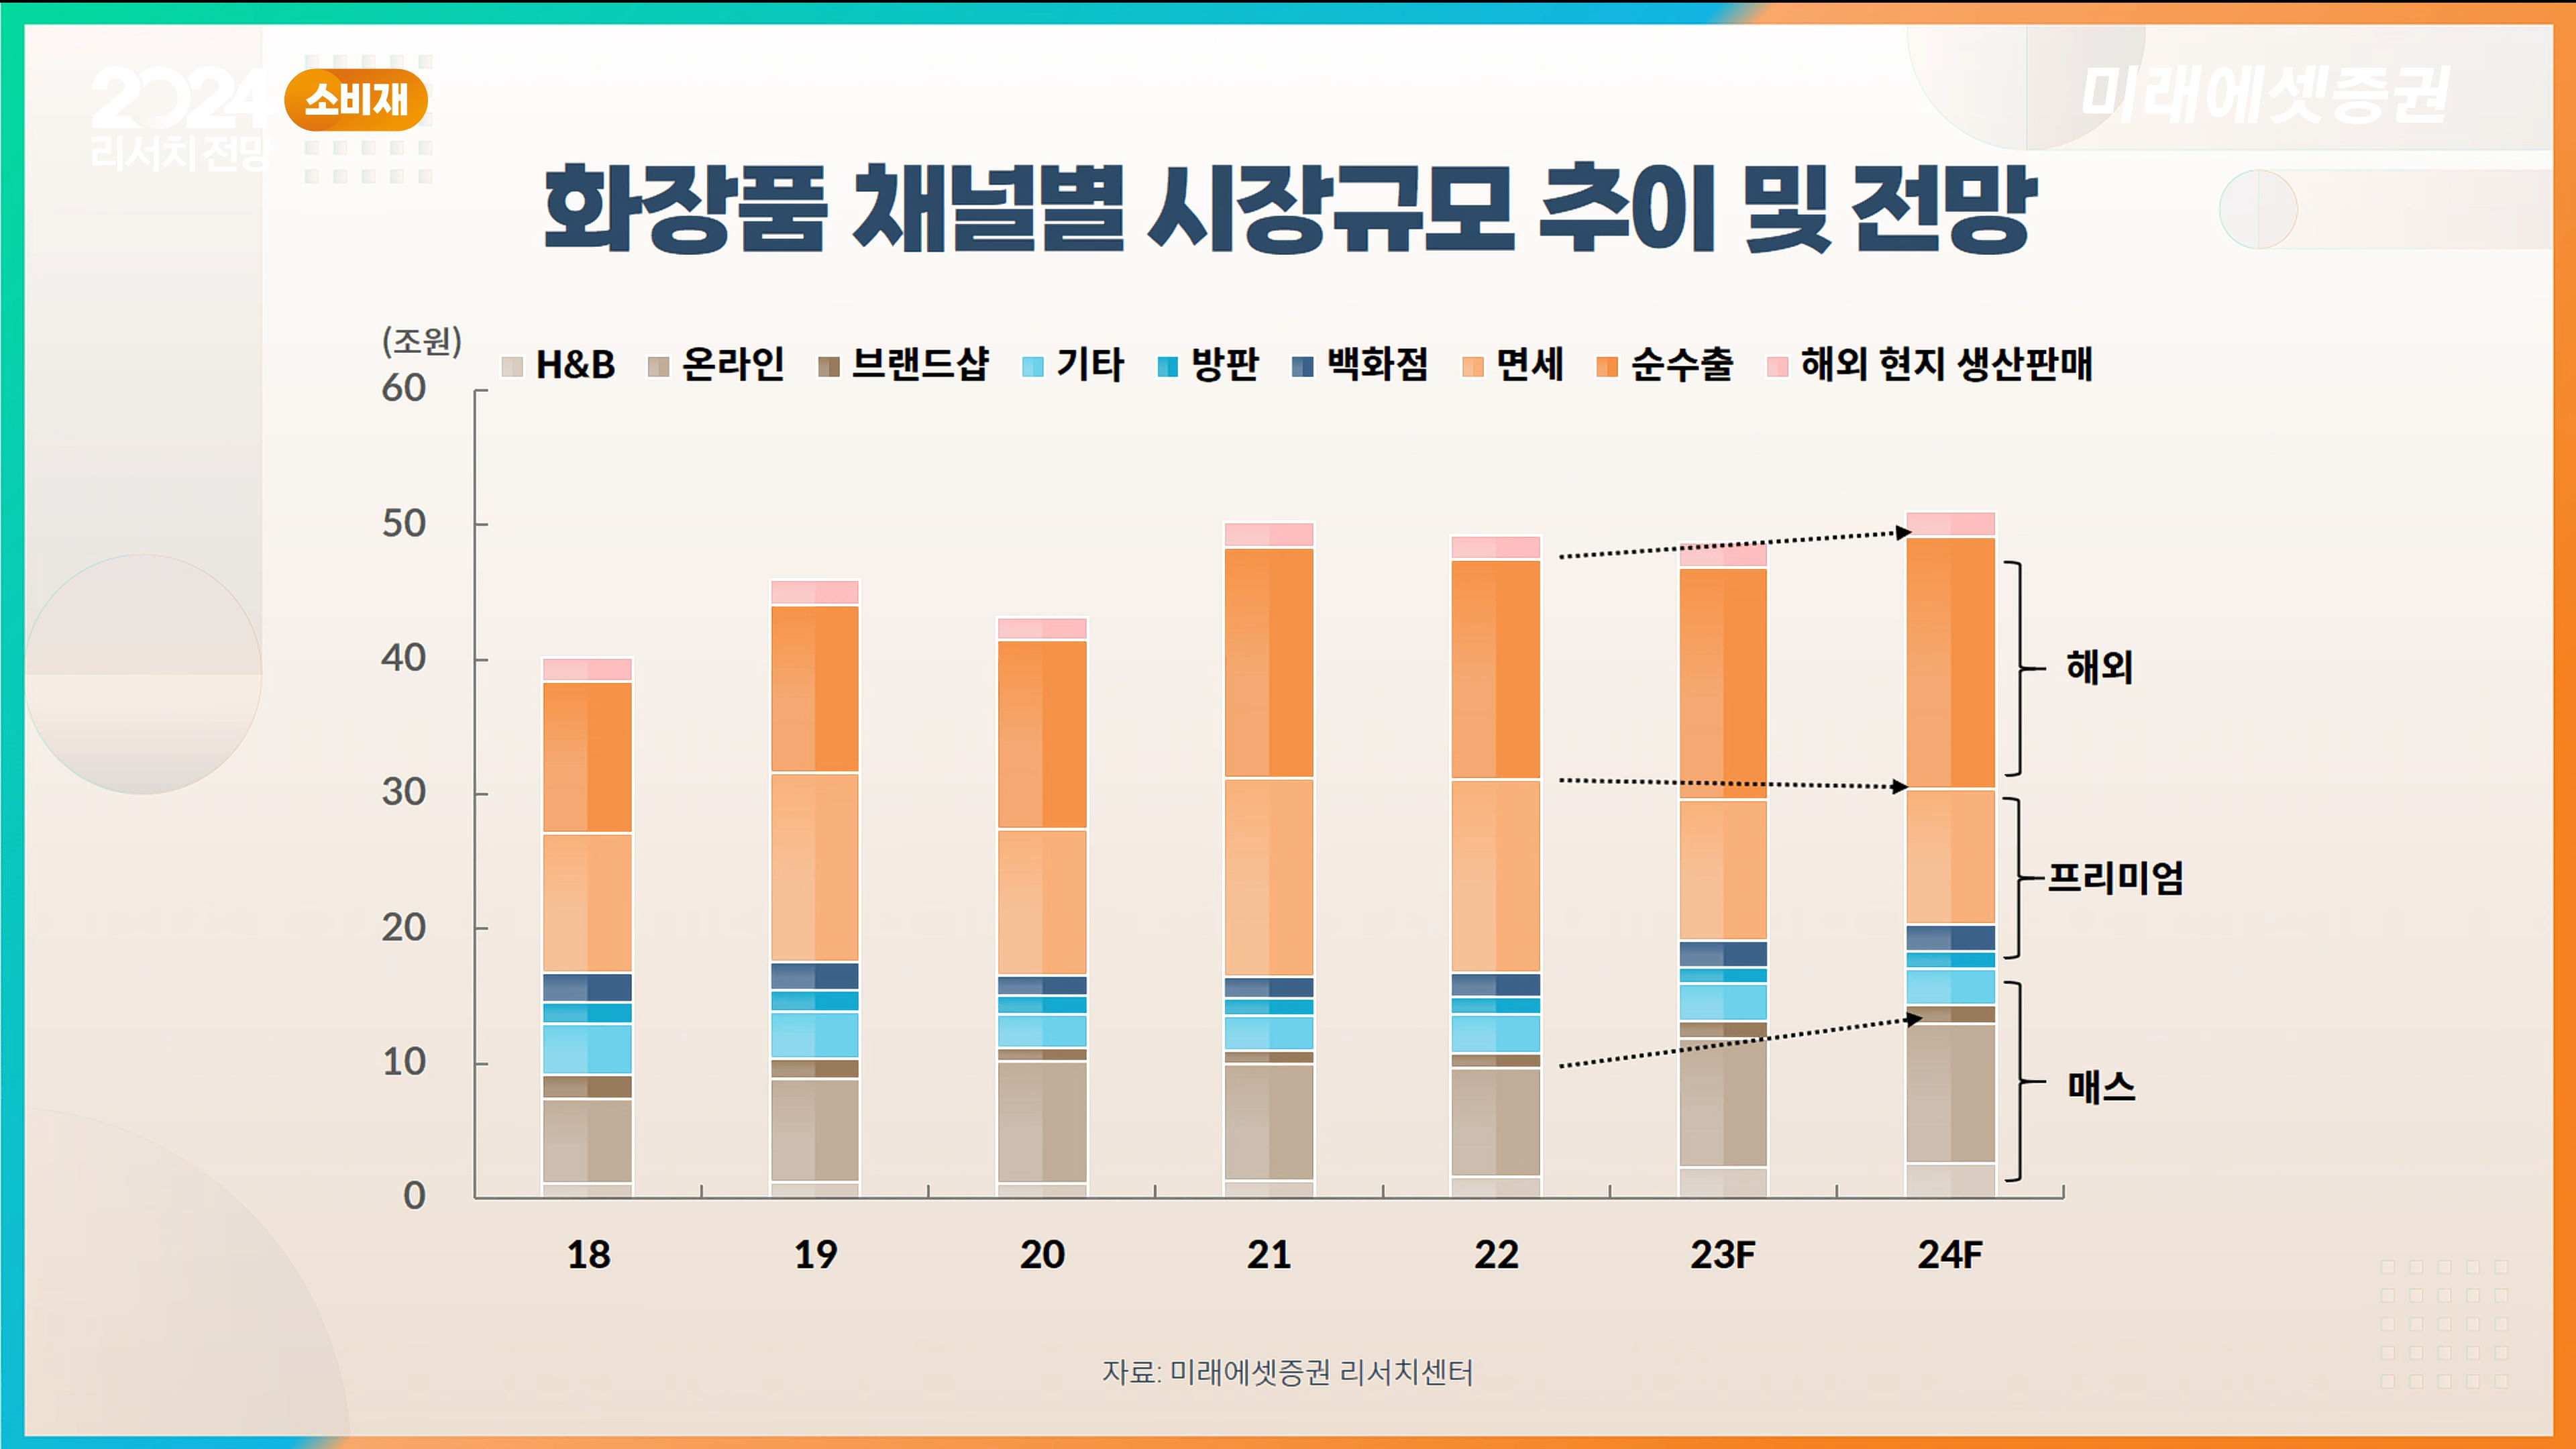 2024
리서치 전망
소비재
미래에셋증권
화장품 채널별 시장규모 추이 및 전망
(조원)
H&B 온라인 브랜드샵 기타 방판 백화점 면세 순수출 해외 현지 생산판매
60
50
40
30
20
10
0
해외
프리미엄
매스
18 19 20 21 22 23F 24F
자료: 미래에셋증권 리서치센터